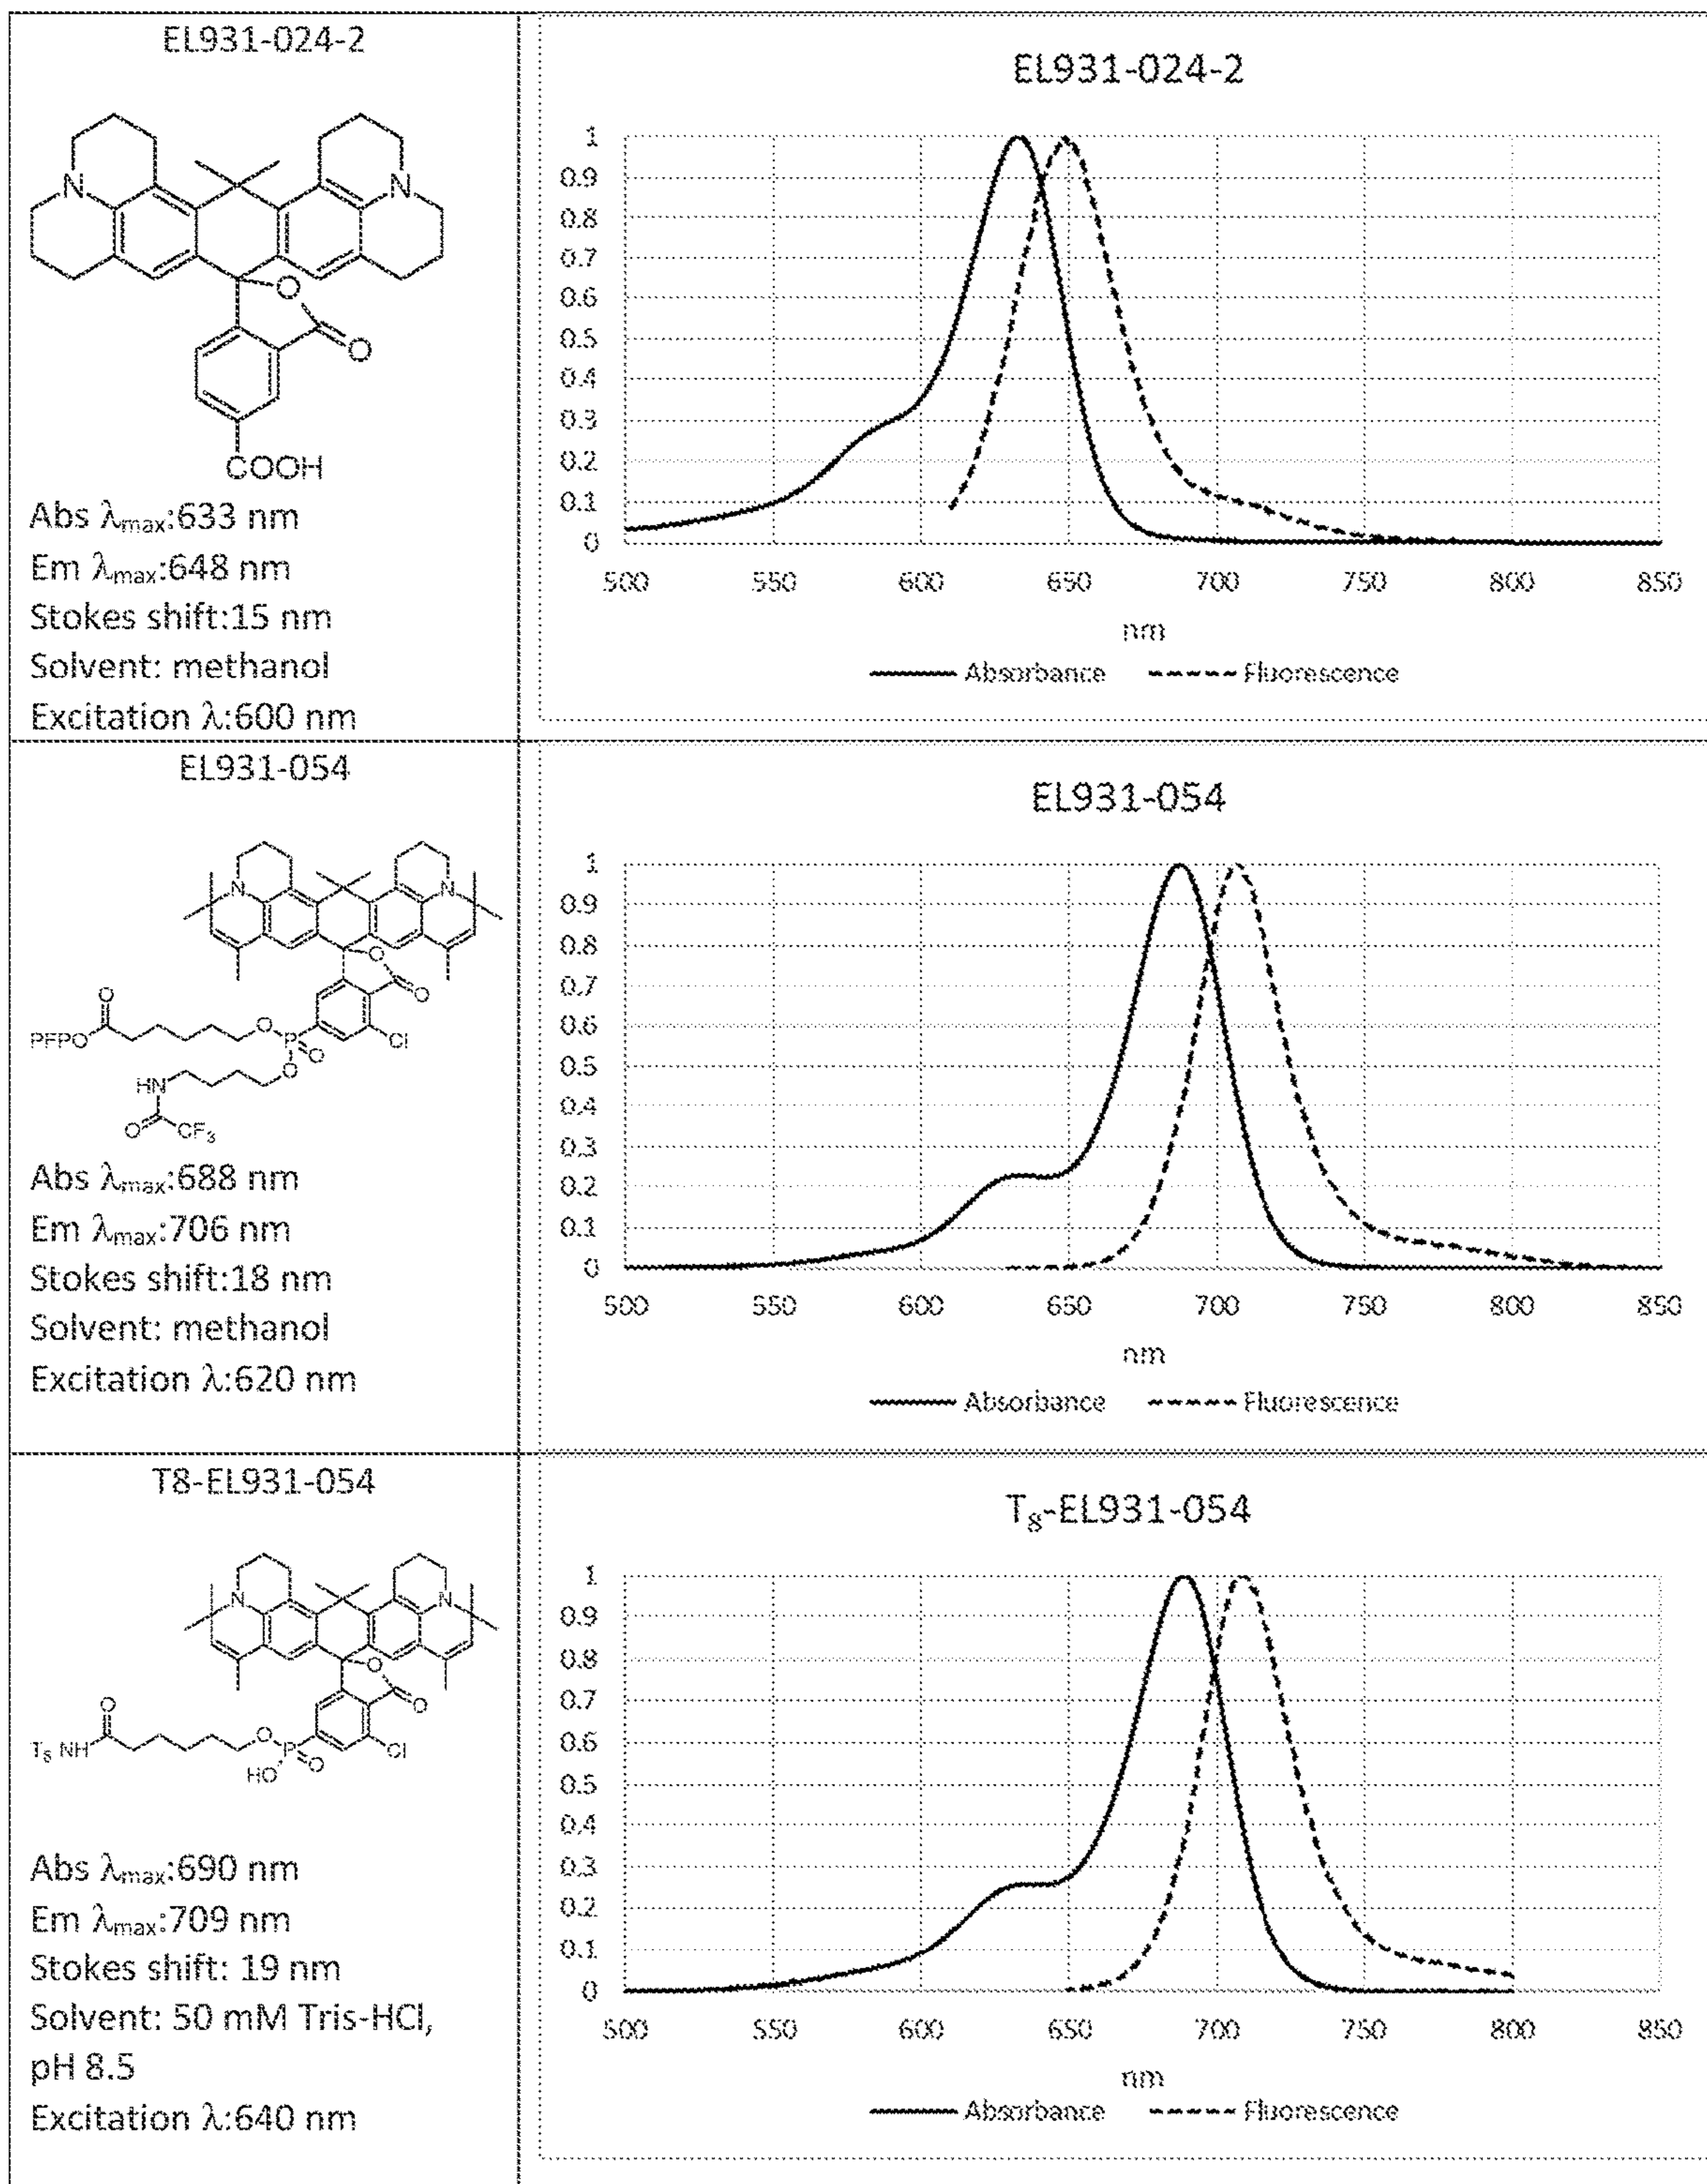 EL931-024-2
N
N
O
O
COOH
Abs λmax:633 nm
Em λmax:648 nm
Stokes shift:15 nm
Solvent: methanol
Excitation λ:600 nm
EL931-024-2
1
0.9
0.8
0.7
0.6
0.5
0.4
0.3
0.2
0.1
0
500 550 600 650 700 750 800 850
nm
Absorbance Fluorescence
EL931-054
N
N
O
O
O
O
PFPO
P
O
Cl
O
HN
O
CF3
Abs λmax:688 nm
Em λmax:706 nm
Stokes shift:18 nm
Solvent: methanol
Excitation λ:620 nm
EL931-054
1
0.9
0.8
0.7
0.6
0.5
0.4
0.3
0.2
0.1
0
500 550 600 650 700 750 800 850
nm
Absorbance Fluorescence
T8-EL931-054
N
N
O
O
O
O
T8 NH
P
O
Cl
HO
Abs λmax:690 nm
Em λmax:709 nm
Stokes shift: 19 nm
Solvent: 50 mM Tris-HCl,
pH 8.5
Excitation λ:640 nm
T8-EL931-054
1
0.9
0.8
0.7
0.6
0.5
0.4
0.3
0.2
0.1
0
500 550 600 650 700 750 800 850
nm
Absorbance Fluorescence